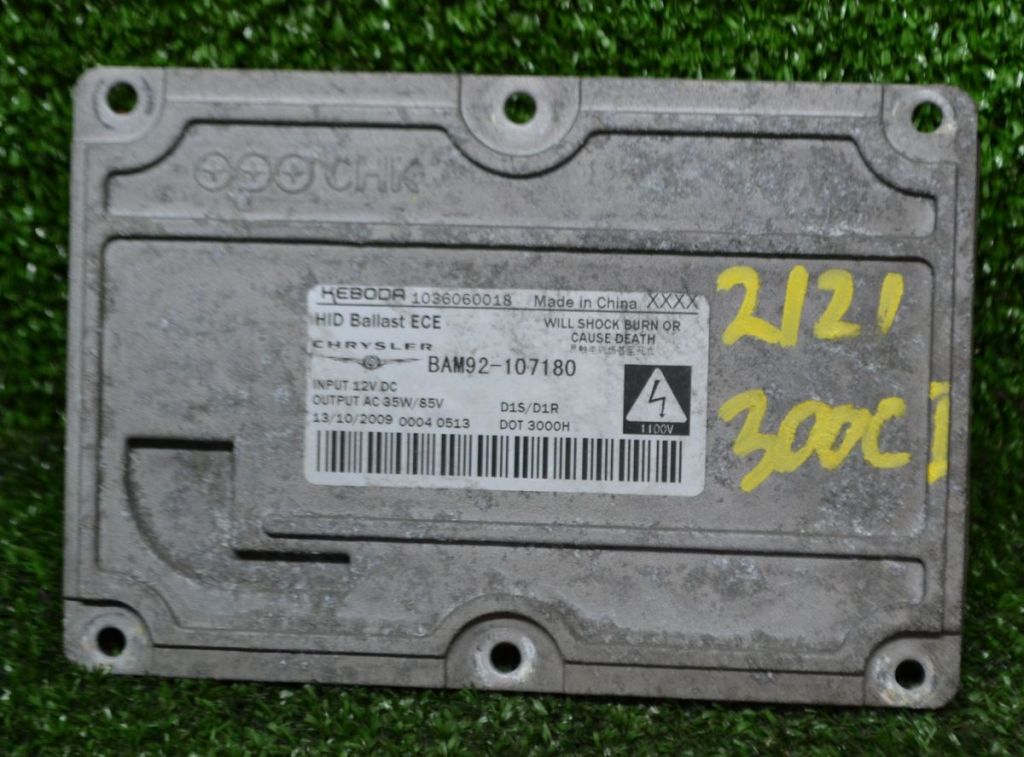 CHK
KEBODA 1036060018 Made in China XXXX
HID Ballast ECE
WILL SHOCK BURN OR
CAUSE DEATH
CHRYSLER
BAM92-107180
INPUT 12V DC
OUTPUT AC 35W/85V D1S/D1R
13/10/2009 0004 0513 DOT 3000H
1100V
2121
300C I